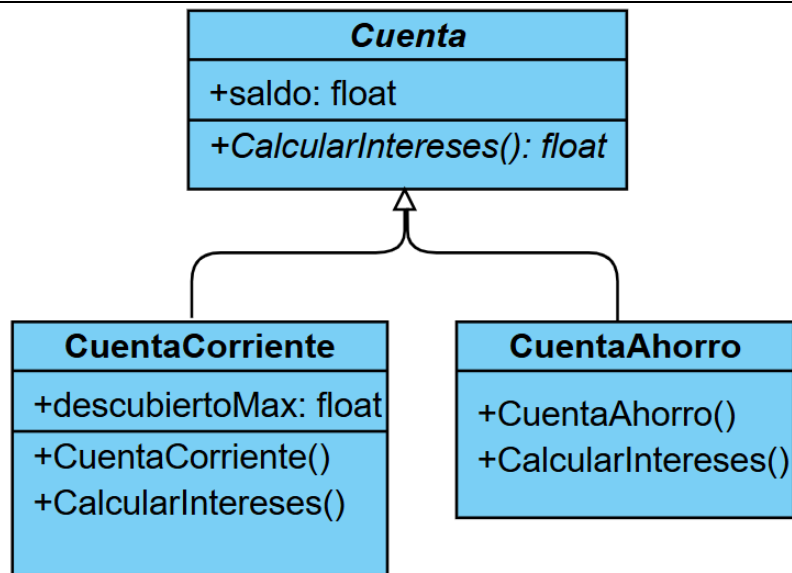 Cuenta
+saldo: float
+CalcularIntereses(): float
CuentaCorriente
+descubiertoMax: float
+CuentaCorriente()
+CalcularIntereses()
CuentaAhorro
+CuentaAhorro()
+CalcularIntereses()